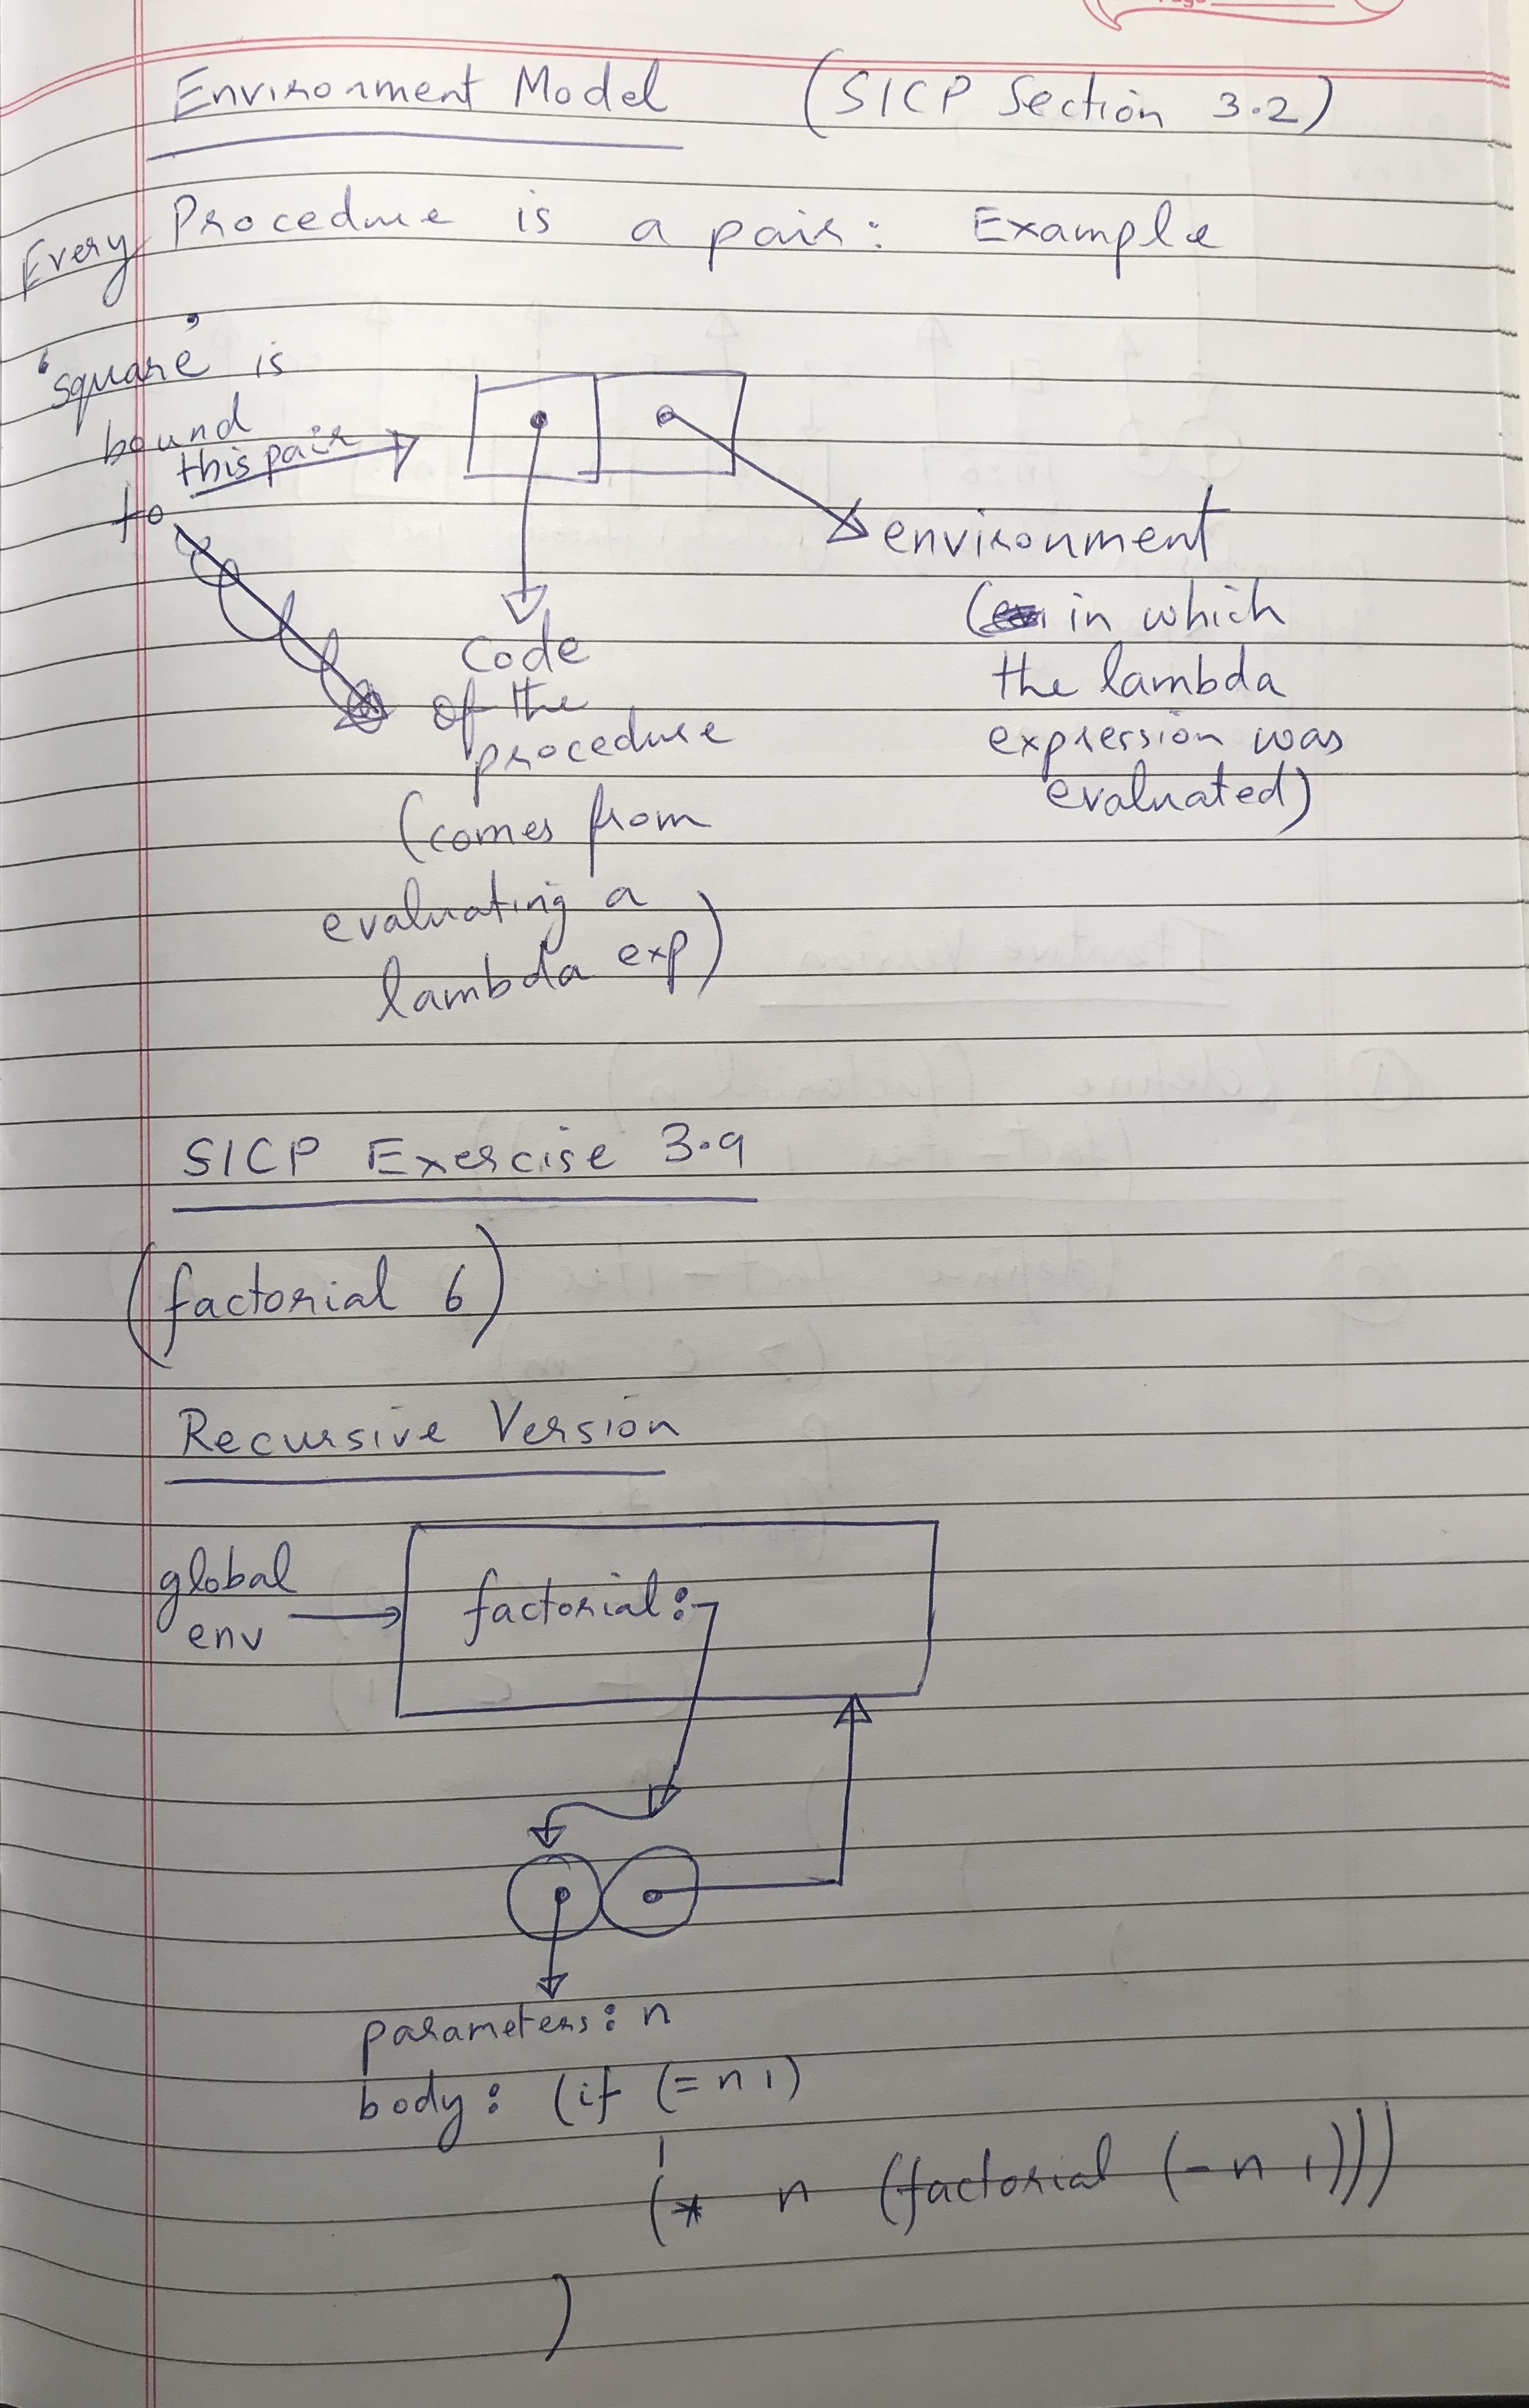 Environment Model (SICP Section 3.2)
Every Procedure is a pair: Example
'square' is
bound
this pair
to
environment
(in which
the lambda
expression was
evaluated)
Code
of the
procedure
(comes from
evaluating a
lambda exp)
SICP Exercise 3.9
(factorial 6)
Recursive Version
global
env
factorial:
parameters: n
body: (if (= n 1)
1
(* n (factorial (- n 1)))
)